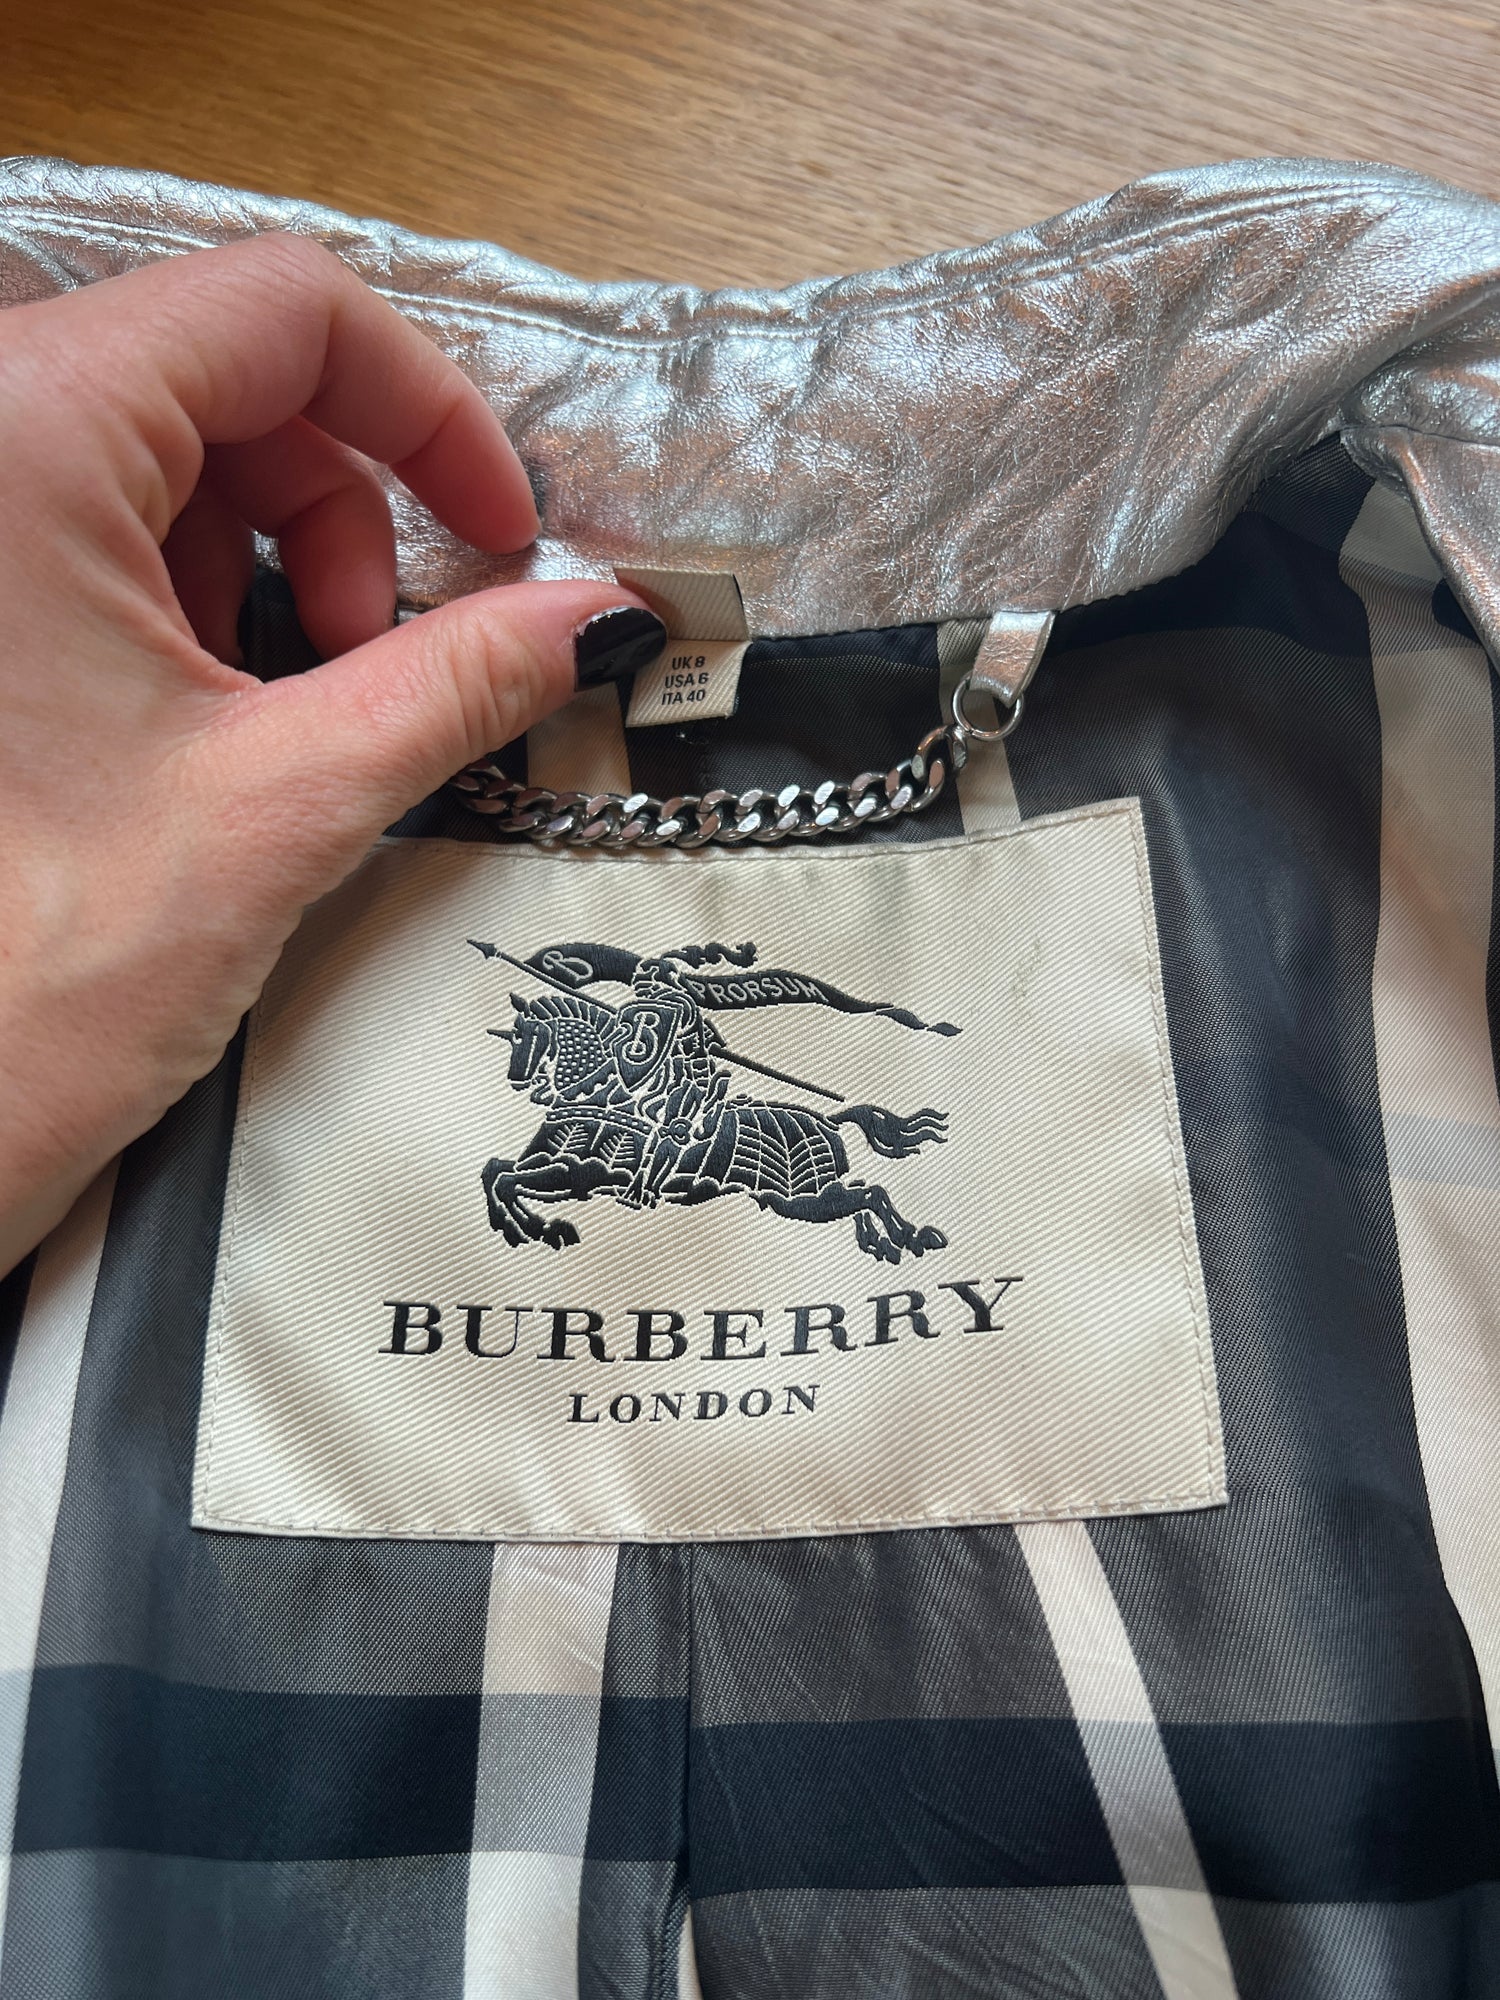 UK 8
USA 6
ITA 40
B PRORSUM
B
BURBERRY
LONDON